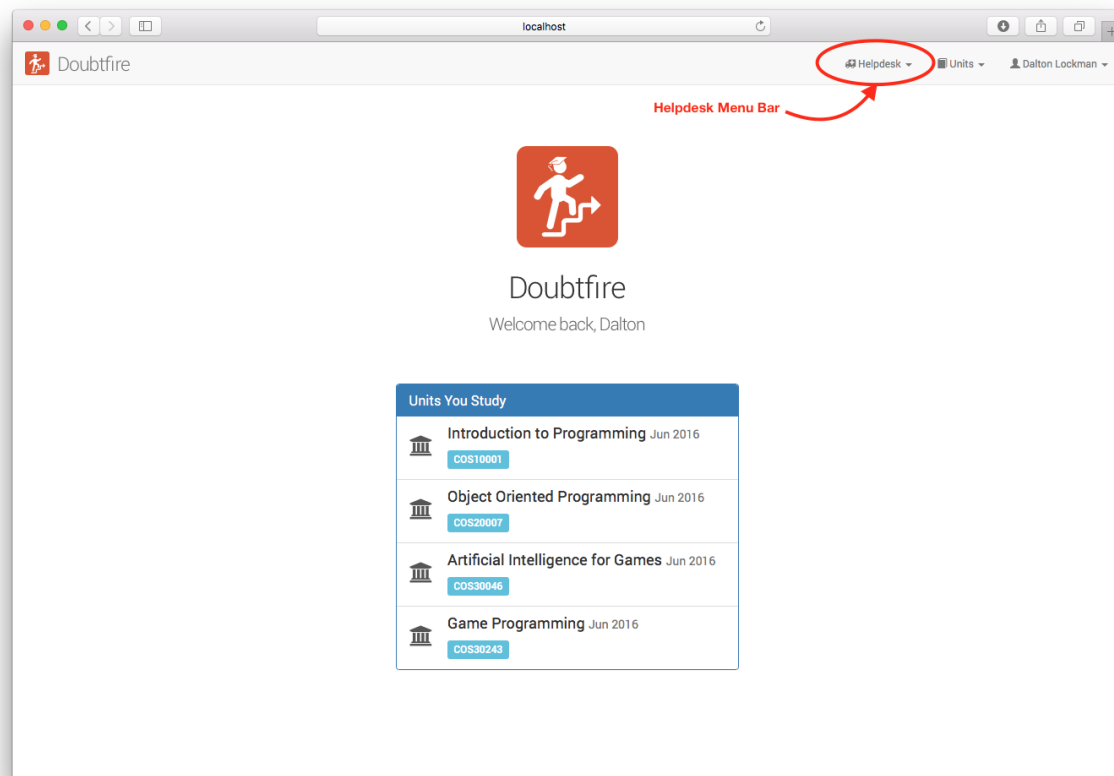 localhost
Doubtfire
Helpdesk
Units
Dalton Lockman
Helpdesk Menu Bar
Doubtfire
Welcome back, Dalton
Units You Study
Introduction to Programming Jun 2016
COS10001
Object Oriented Programming Jun 2016
COS20007
Artificial Intelligence for Games Jun 2016
COS30046
Game Programming Jun 2016
COS30243